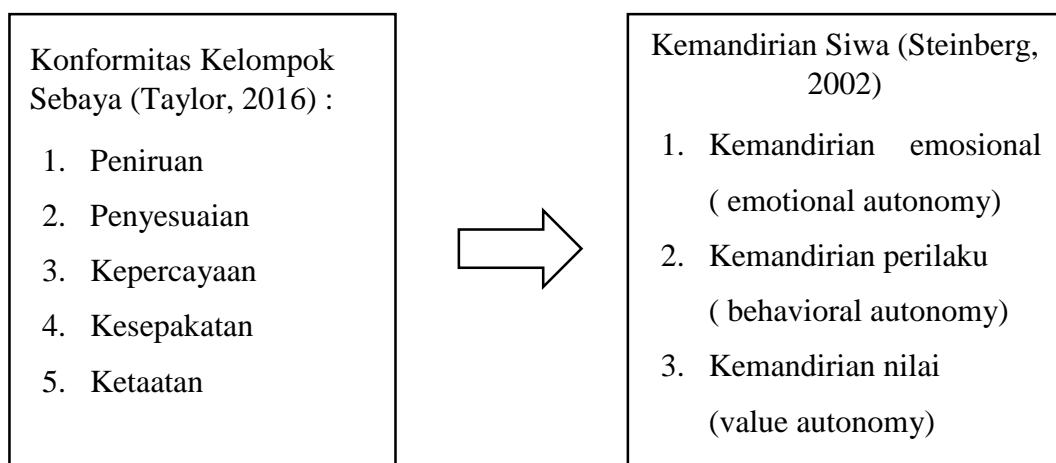 Konformitas Kelompok
Sebaya (Taylor, 2016) :
1. Peniruan
2. Penyesuaian
3. Kepercayaan
4. Kesepakatan
5. Ketaatan
Kemandirian Siwa (Steinberg,
2002)
1. Kemandirian emosional
( emotional autonomy)
2. Kemandirian perilaku
( behavioral autonomy)
3. Kemandirian nilai
(value autonomy)